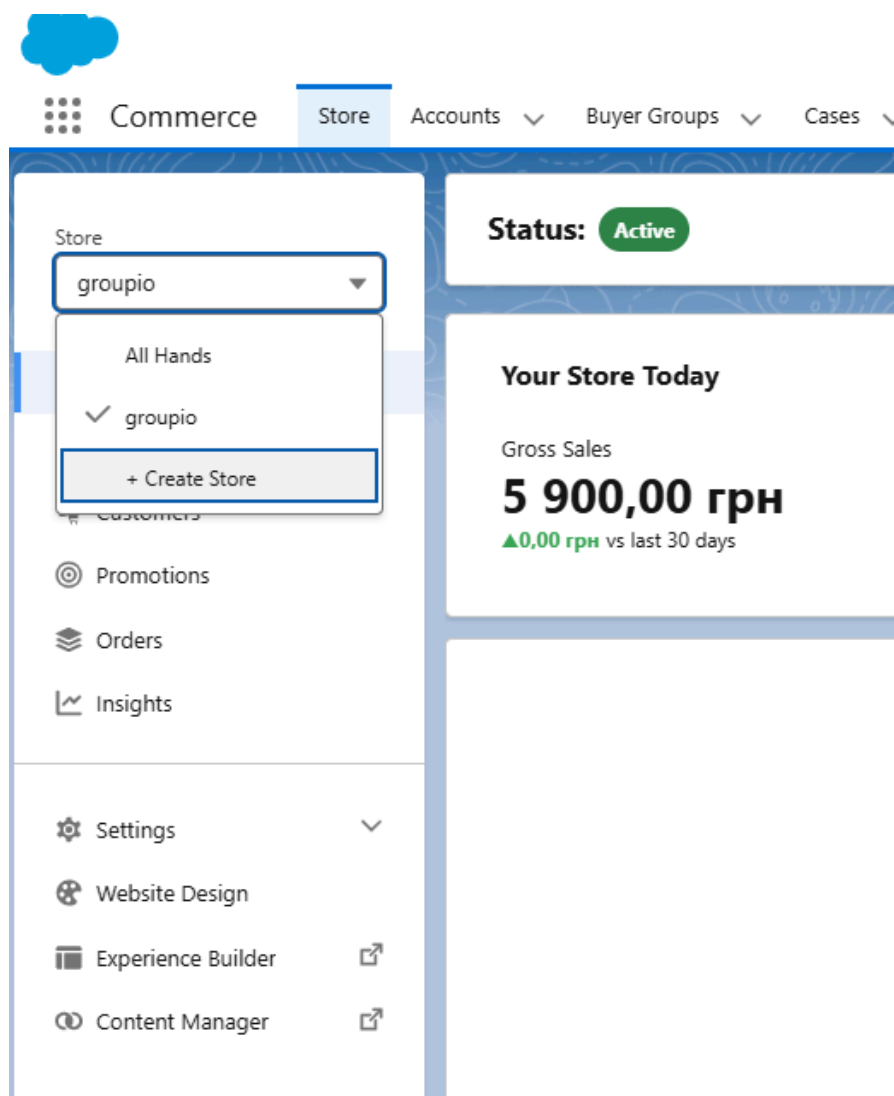 Commerce
Store
Accounts
Buyer Groups
Cases
Store
groupio
All Hands
groupio
+ Create Store
Customers
Promotions
Orders
Insights
Settings
Website Design
Experience Builder
Content Manager
Status: Active
Your Store Today
Gross Sales
5 900,00 грн
▲0,00 грн vs last 30 days